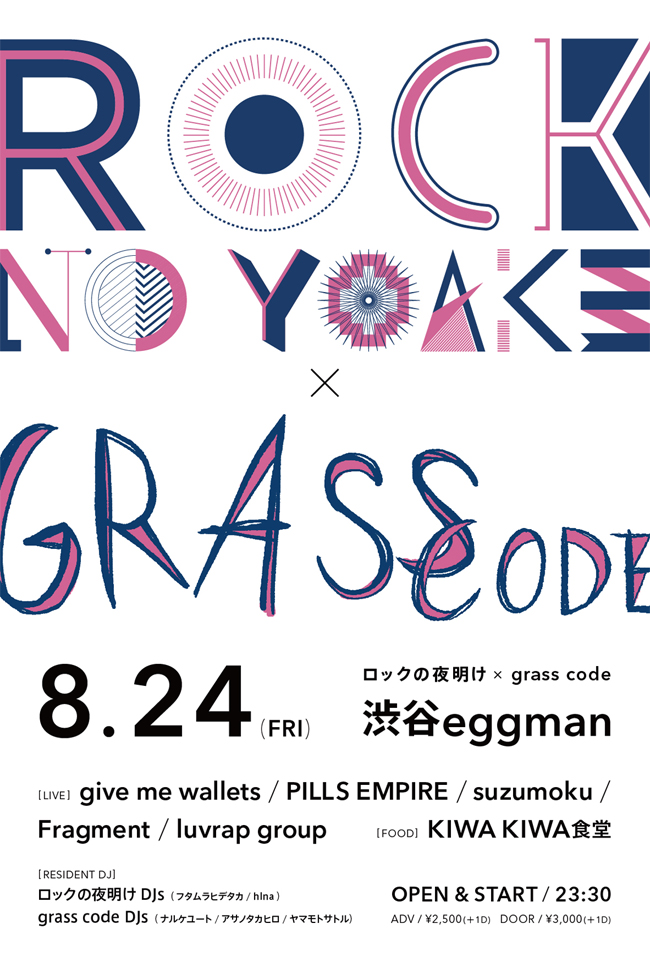 ROCK
NO YOAKE
×
GRASS CODE
8.24 (FRI)
ロックの夜明け × grass code
渋谷eggman
[LIVE] give me wallets / PILLS EMPIRE / suzumoku /
Fragment / luvrap group
[FOOD] KIWA KIWA食堂
[RESIDENT DJ]
ロックの夜明け DJs (フタムラヒデタカ / hIna)
grass code DJs (ナルケユート / アサノタカヒロ / ヤマモトサトル)
OPEN & START / 23:30
ADV / ¥2,500(+1D) DOOR / ¥3,000(+1D)